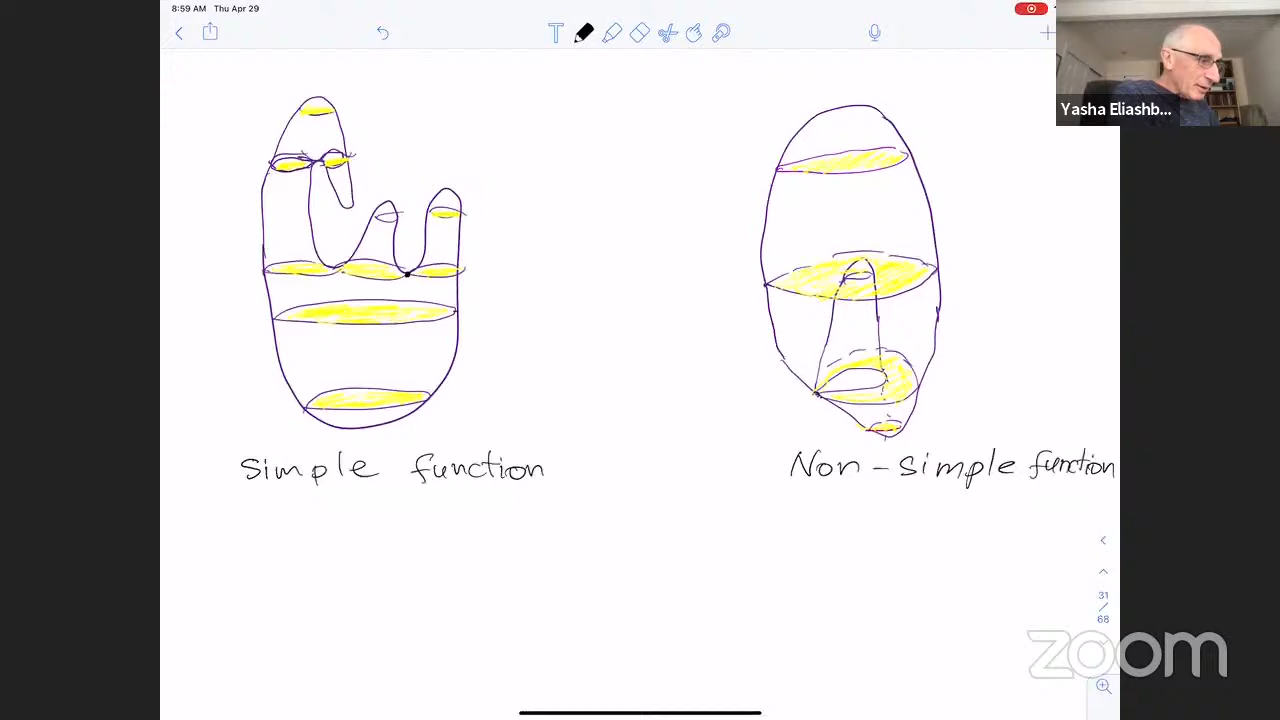 8:59 AM Thu Apr 29
T
Yasha Eliashb...
Simple function
Non-simple function
31
/
68
zoom